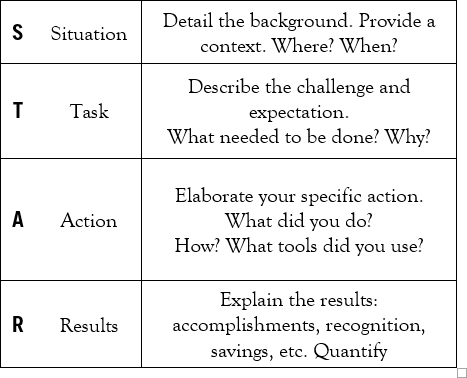 S Situation Detail the background. Provide a
context. Where? When?
T Task Describe the challenge and
expectation.
What needed to be done? Why?
A Action Elaborate your specific action.
What did you do?
How? What tools did you use?
R Results Explain the results:
accomplishments, recognition,
savings, etc. Quantify